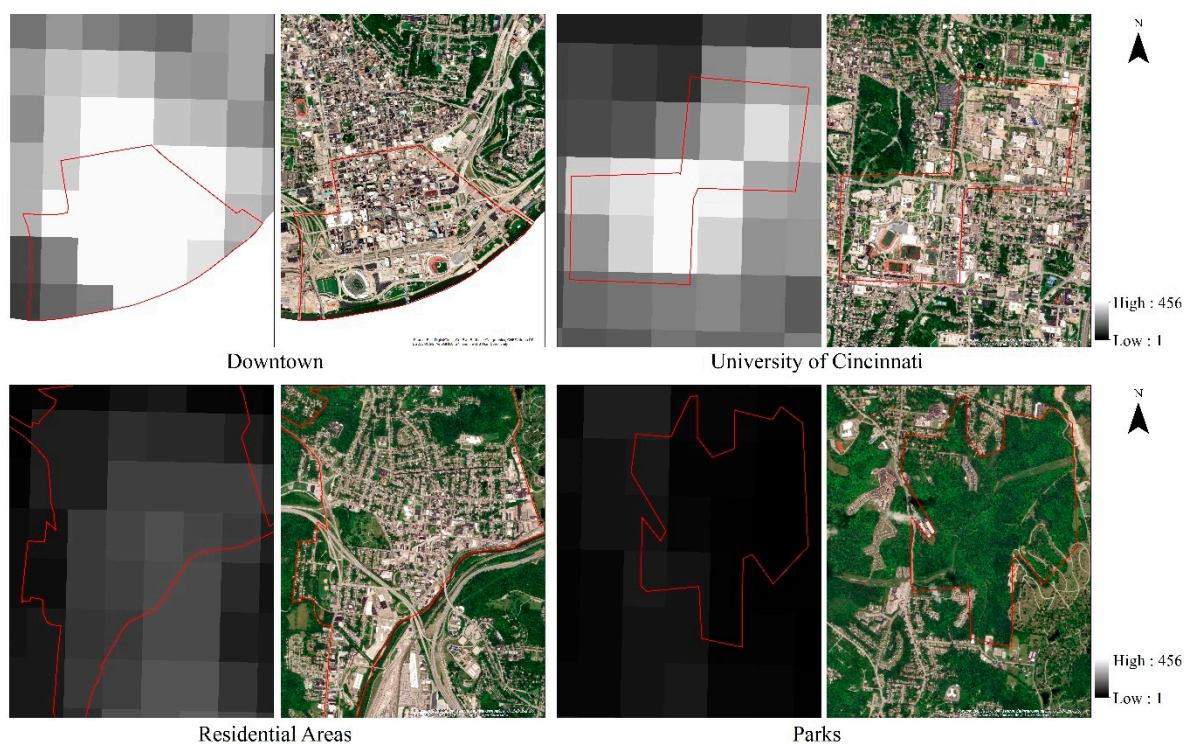 N
High : 456
Low : 1
Downtown
University of Cincinnati
N
High : 456
Low : 1
Residential Areas
Parks